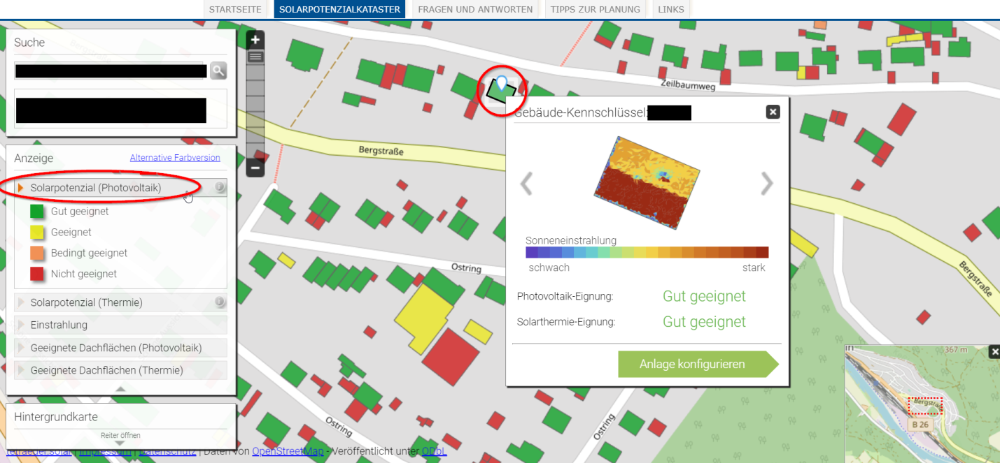 STARTSEITE SOLARPOTENZIALKATASTER FRAGEN UND ANTWORTEN TIPPS ZUR PLANUNG LINKS
Suche
Anzeige Alternative Farbversion
Solarpotenzial (Photovoltaik)
Gut geeignet
Geeignet
Bedingt geeignet
Nicht geeignet
Solarpotenzial (Thermie)
Einstrahlung
Geeignete Dachflächen (Photovoltaik)
Geeignete Dachflächen (Thermie)
Hintergrundkarte
Reiter öffnen
tetraeder.solar | Impressum | Datenschutz | Daten von OpenStreetMap - Veröffentlicht unter ODbL
Zeilbaumweg
Bergstraße
Ostring
Ostring
Ostring
Bergstraße
Gebäude-Kennschlüssel:
Sonneneinstrahlung
schwach stark
Photovoltaik-Eignung: Gut geeignet
Solarthermie-Eignung: Gut geeignet
Anlage konfigurieren
367 m
Bergstraße
B 26